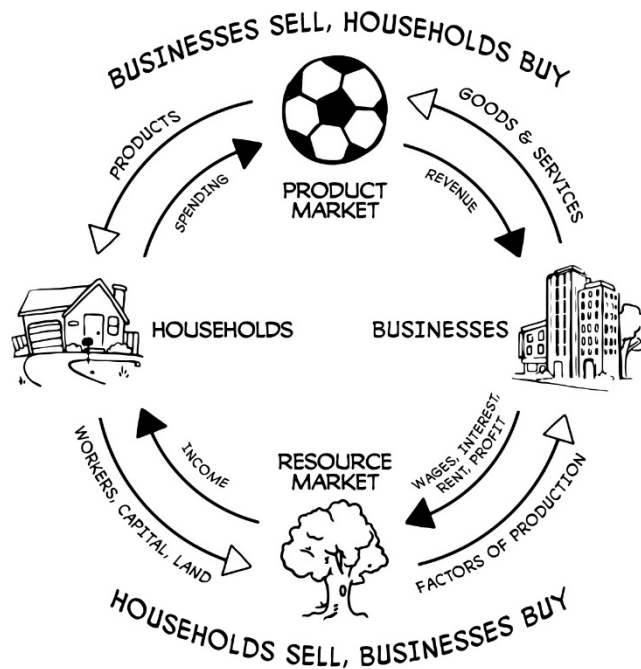 BUSINESSES SELL, HOUSEHOLDS BUY
PRODUCTS
GOODS & SERVICES
SPENDING
REVENUE
PRODUCT
MARKET
HOUSEHOLDS
BUSINESSES
WORKERS, CAPITAL, LAND
INCOME
RESOURCE
MARKET
WAGES, INTEREST,
RENT, PROFIT
FACTORS OF PRODUCTION
HOUSEHOLDS SELL, BUSINESSES BUY